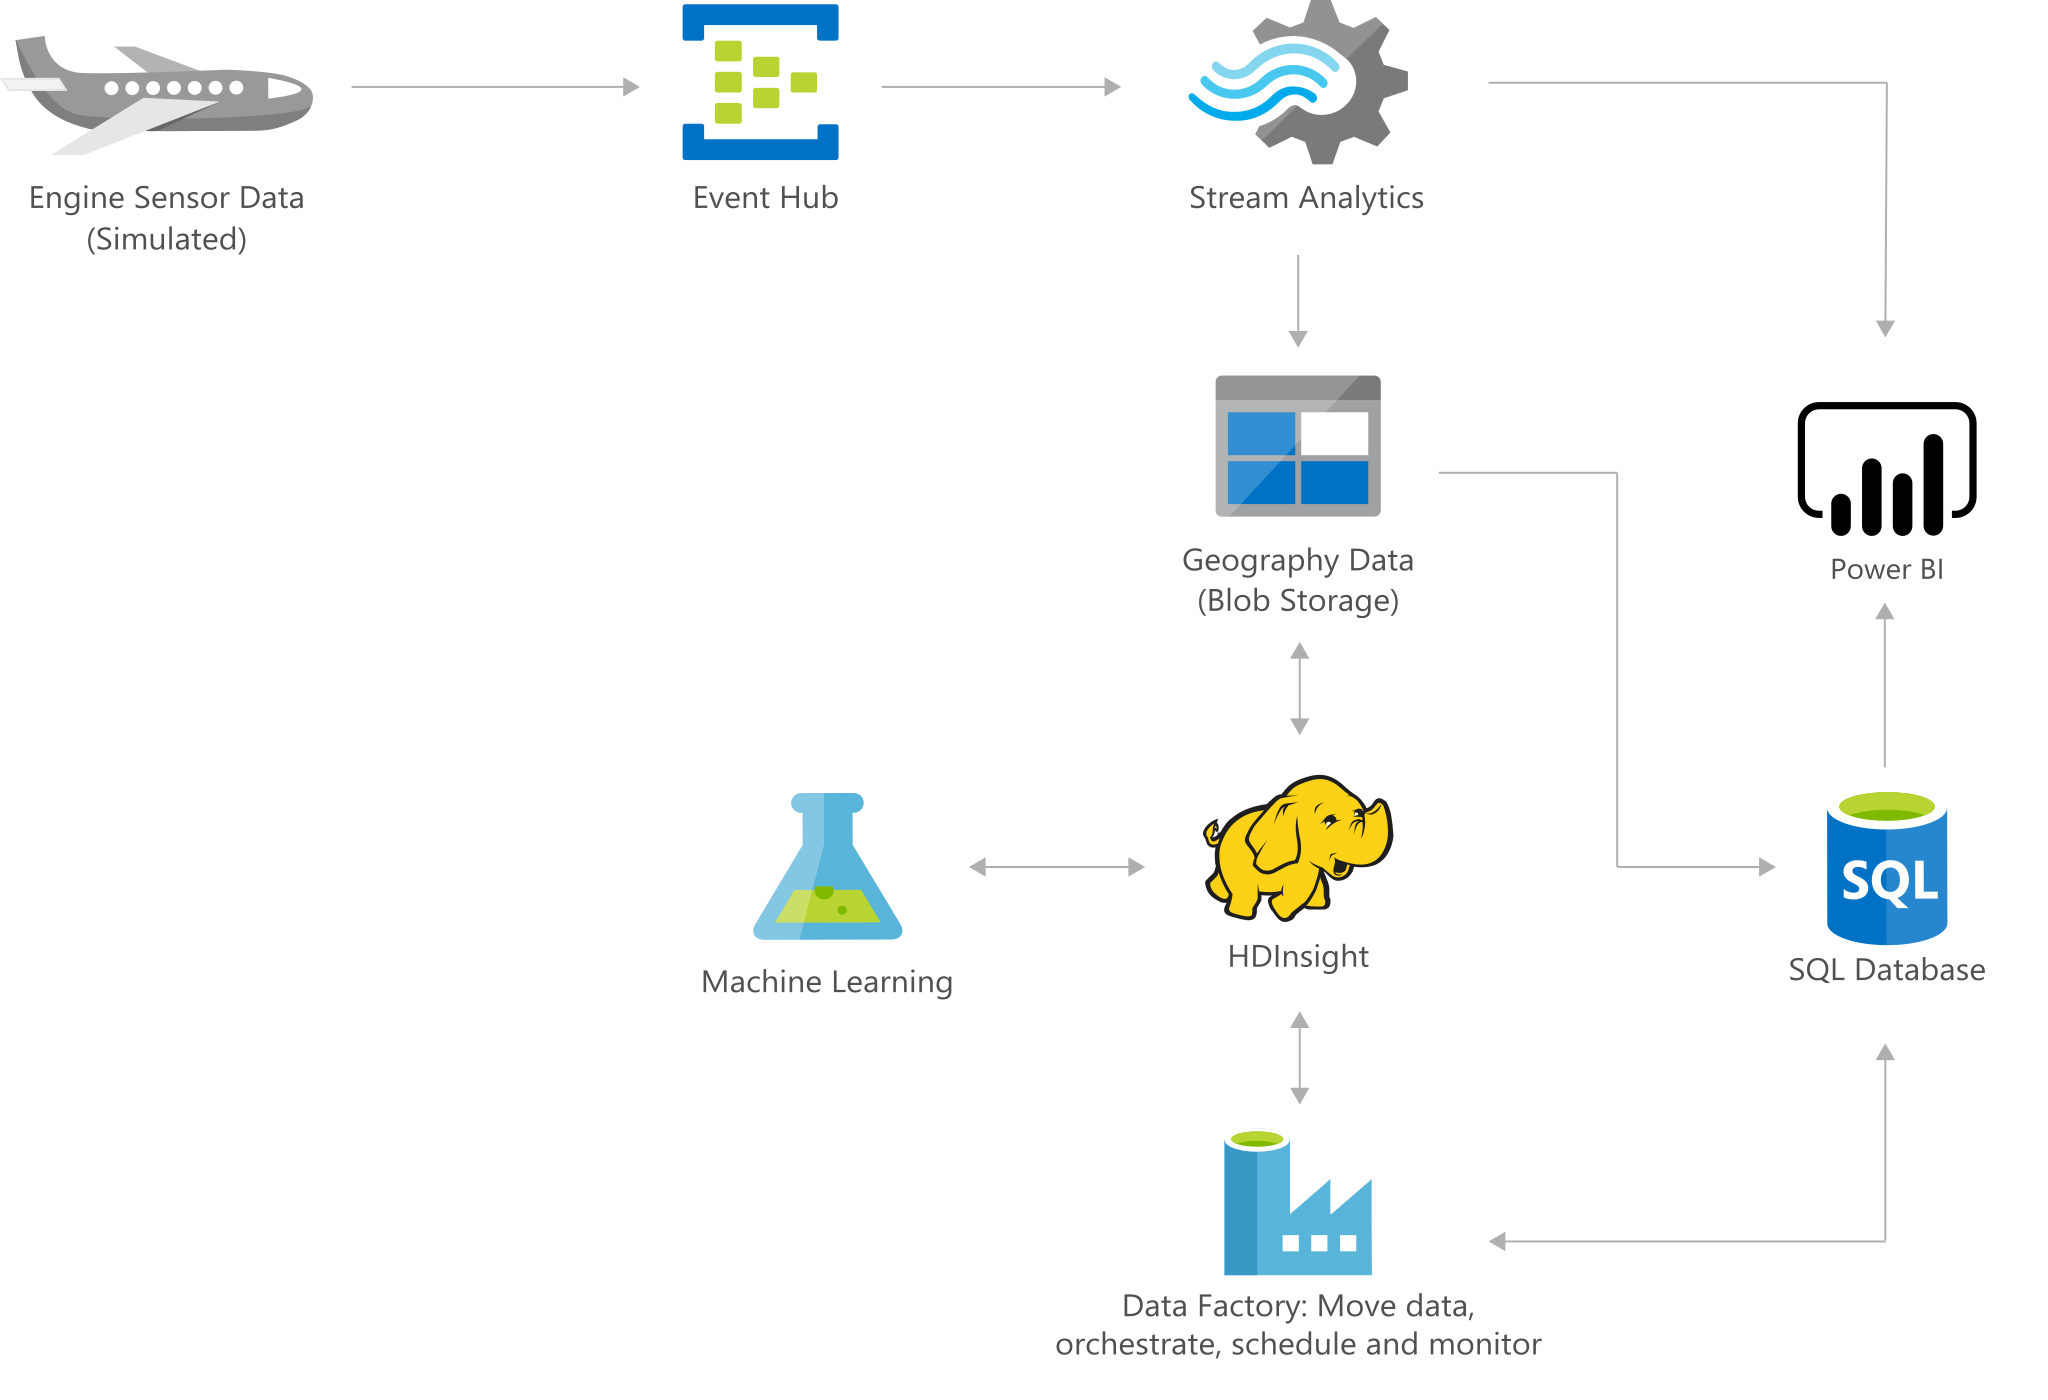 Engine Sensor Data
(Simulated)
Event Hub
Stream Analytics
Geography Data
(Blob Storage)
Power BI
Machine Learning
HDInsight
SQL
SQL Database
Data Factory: Move data,
orchestrate, schedule and monitor